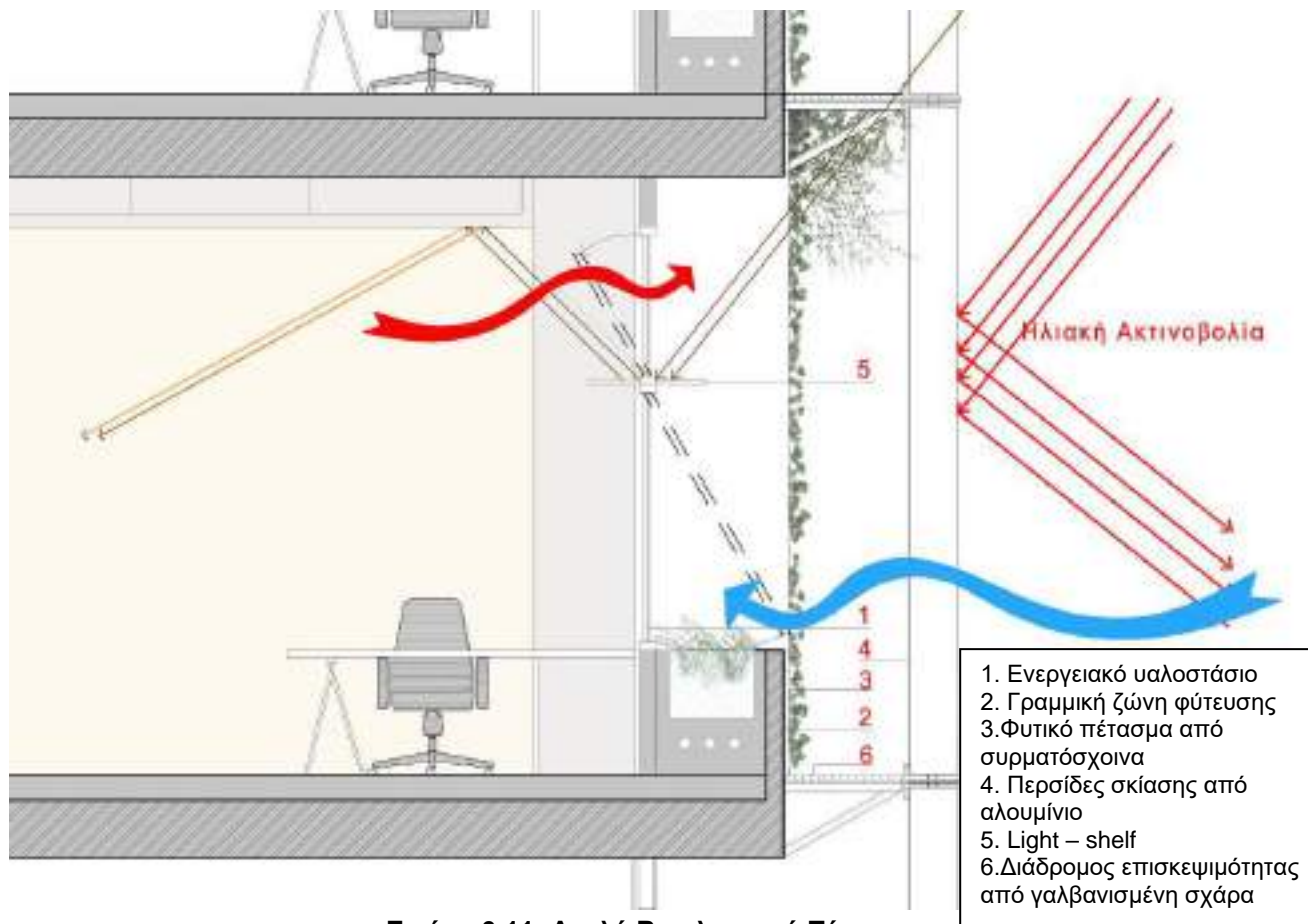 Ηλιακή Ακτινοβολία
5
1
4
3
2
6
1. Ενεργειακό υαλοστάσιο
2. Γραμμική ζώνη φύτευσης
3.Φυτικό πέτασμα από
συρματόσχοινα
4. Περσίδες σκίασης από
αλουμίνιο
5. Light – shelf
6.Διάδρομος επισκεψιμότητας
από γαλβανισμένη σχάρα